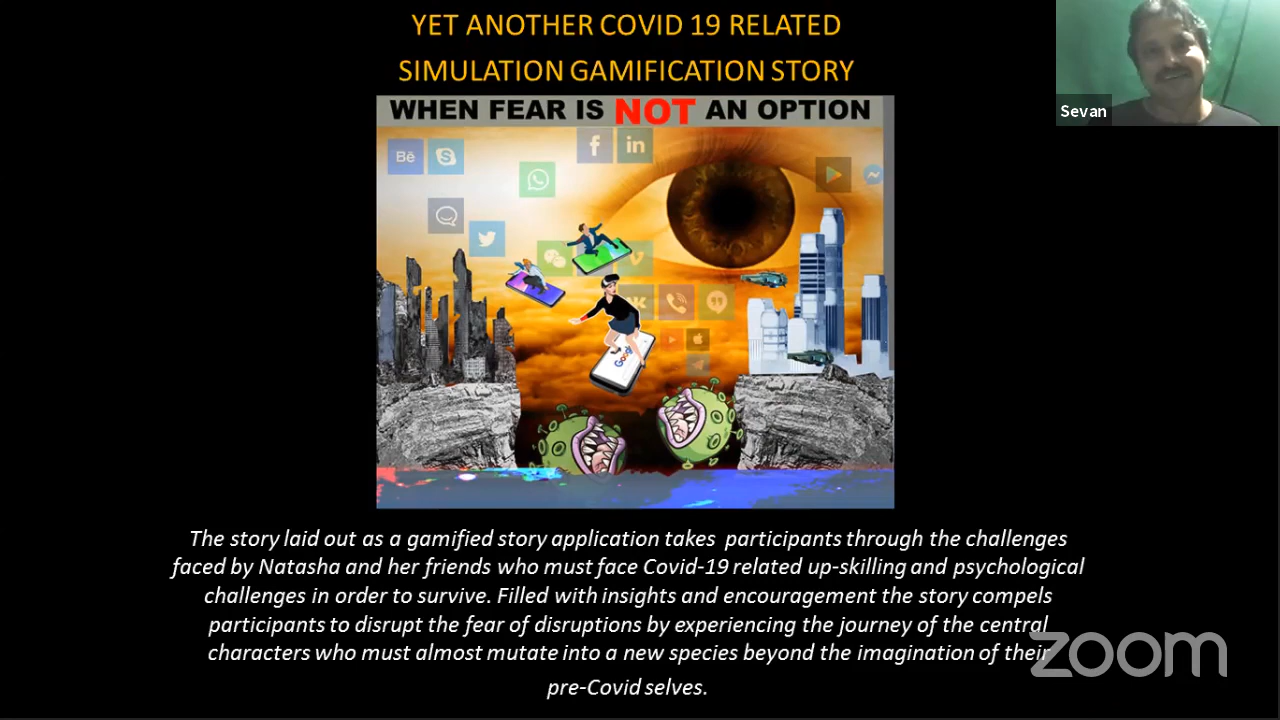 YET ANOTHER COVID 19 RELATED
SIMULATION GAMIFICATION STORY
Sevan
WHEN FEAR IS NOT AN OPTION
Bē
f
in
Google
The story laid out as a gamified story application takes participants through the challenges
faced by Natasha and her friends who must face Covid-19 related up-skilling and psychological
challenges in order to survive. Filled with insights and encouragement the story compels
participants to disrupt the fear of disruptions by experiencing the journey of the central
characters who must almost mutate into a new species beyond the imagination of their
pre-Covid selves.
zoom